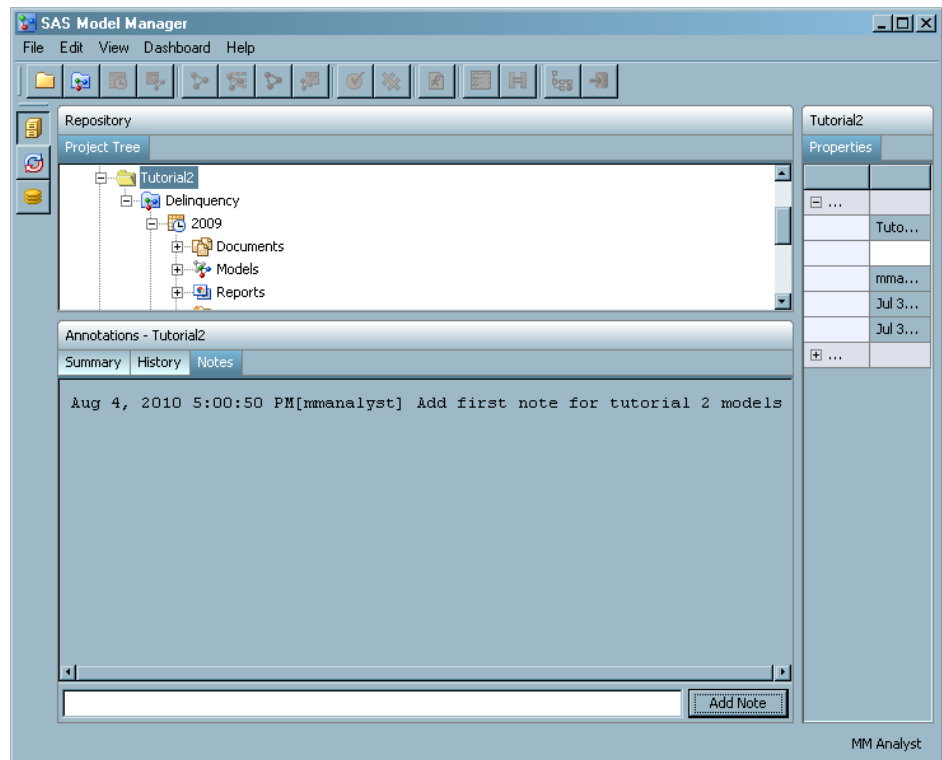 SAS Model Manager
File Edit View Dashboard Help
Repository
Project Tree
Tutorial2
Delinquency
2009
Documents
Models
Reports
Annotations - Tutorial2
Summary History Notes
Aug 4, 2010 5:00:50 PM[mmanalyst] Add first note for tutorial 2 models
Add Note
Tutorial2
Properties
...
Tuto...
mma...
Jul 3...
Jul 3...
...
MM Analyst